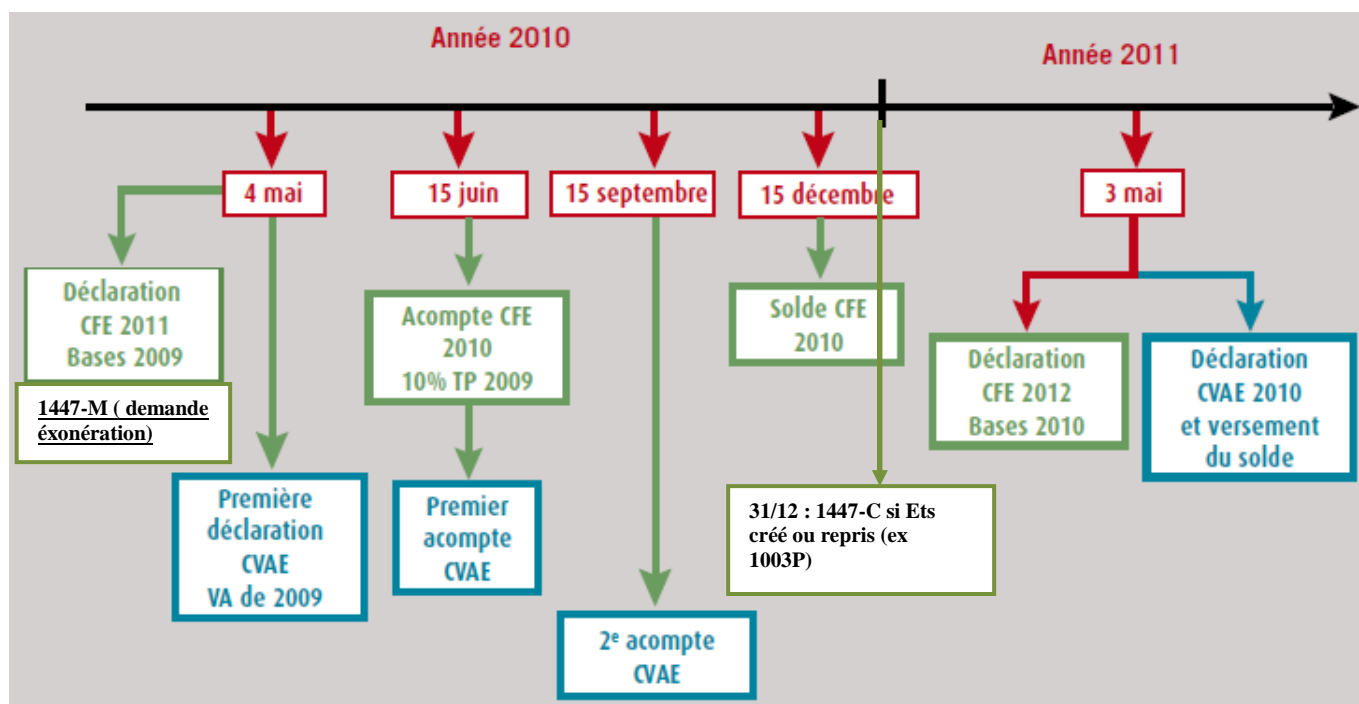 Année 2010
Année 2011
4 mai
15 juin
15 septembre
15 décembre
3 mai
Déclaration
CFE 2011
Bases 2009
1447-M ( demande
éxonération)
Première
déclaration
CVAE
VA de 2009
Acompte CFE
2010
10% TP 2009
Premier
acompte
CVAE
2e acompte
CVAE
Solde CFE
2010
31/12 : 1447-C si Ets
créé ou repris (ex
1003P)
Déclaration
CFE 2012
Bases 2010
Déclaration
CVAE 2010
et versement
du solde